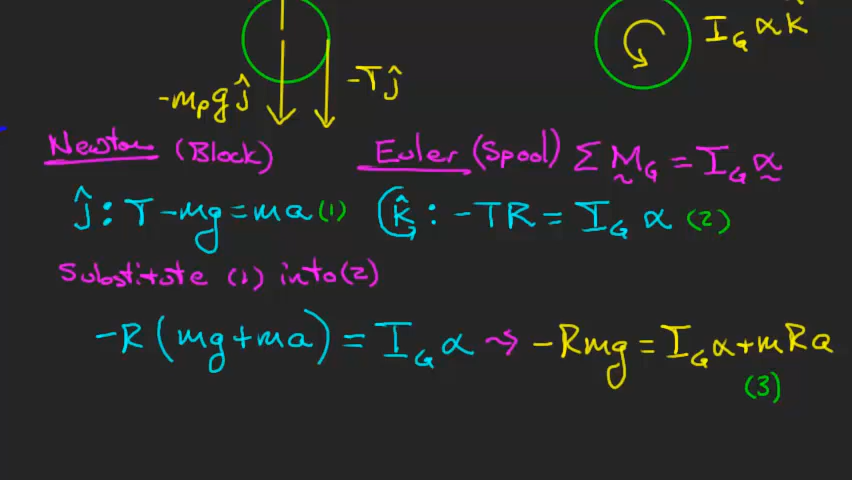 I_G α k̂
-m_p g ĵ
-T ĵ
Newton (Block)
Euler (Spool) Σ M_G = I_G α
ĵ: T - mg = ma (1)
k̂: -TR = I_G α (2)
Substitute (1) into (2)
-R(mg + ma) = I_G α ⇝ -Rmg = I_G α + mRa
(3)